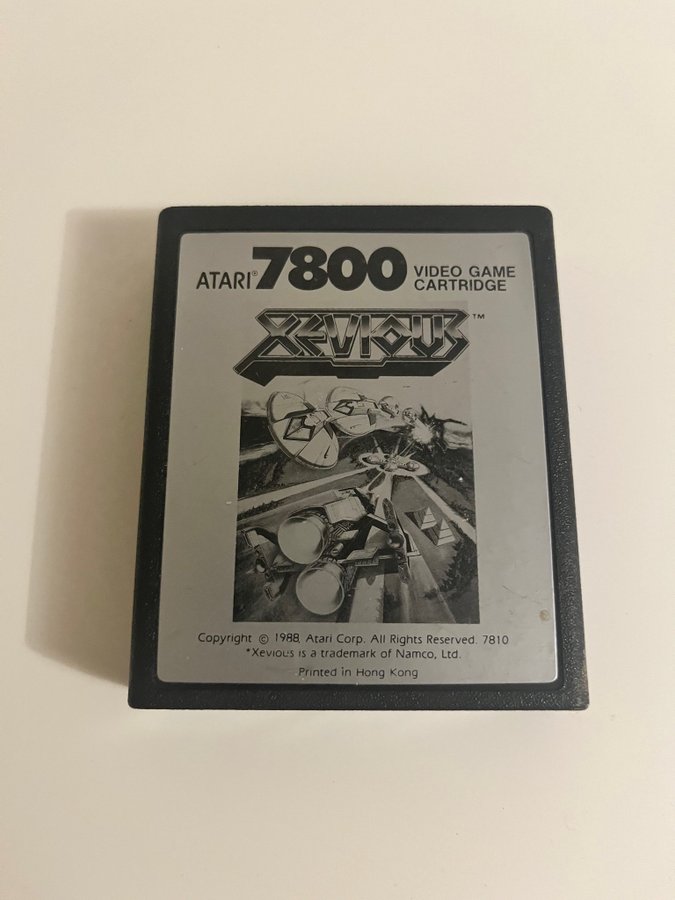 ATARI® 7800 VIDEO GAME CARTRIDGE
XEVIOUS™
Copyright © 1988, Atari Corp. All Rights Reserved. 7810
*Xevious is a trademark of Namco, Ltd.
Printed in Hong Kong